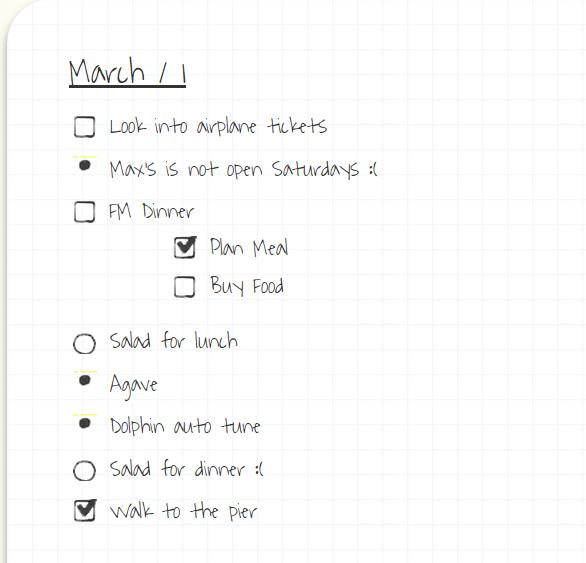 March / 1
Look into airplane tickets
Max's is not open Saturdays :(
FM Dinner
Plan Meal
Buy Food
Salad for lunch
Agave
Dolphin auto tune
Salad for dinner :(
Walk to the pier